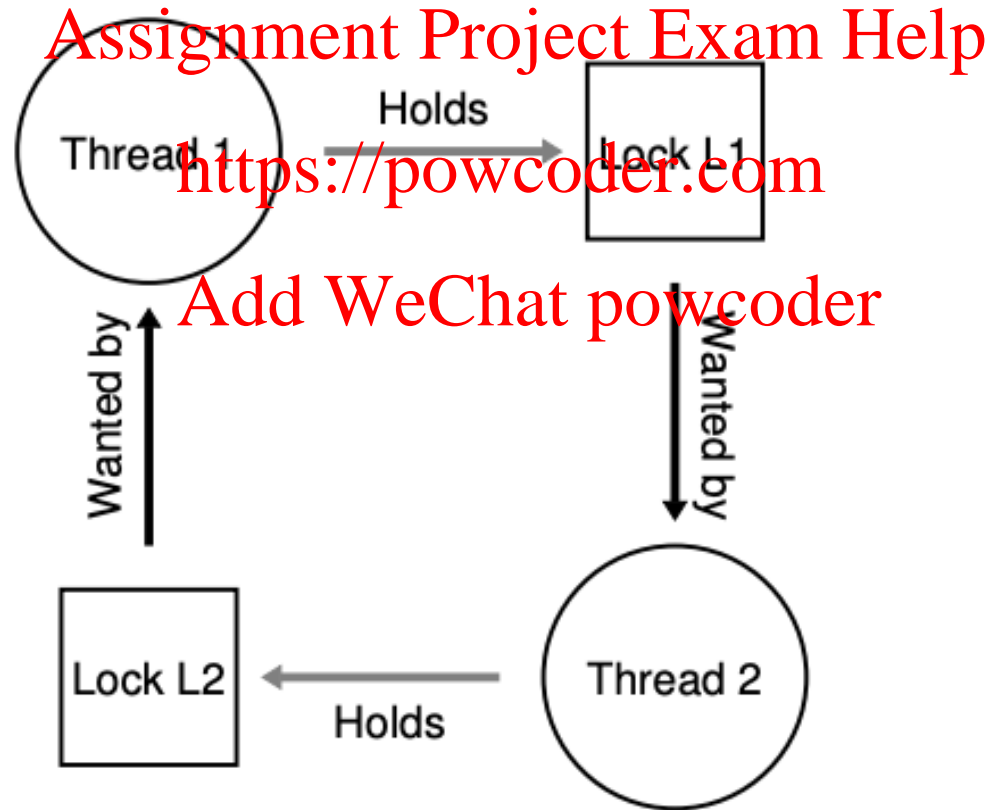 Assignment Project Exam Help
Holds
Thread 1
Lock L1
https://powcoder.com
Add WeChat powcoder
Wanted by
Wanted by
Lock L2
Thread 2
Holds